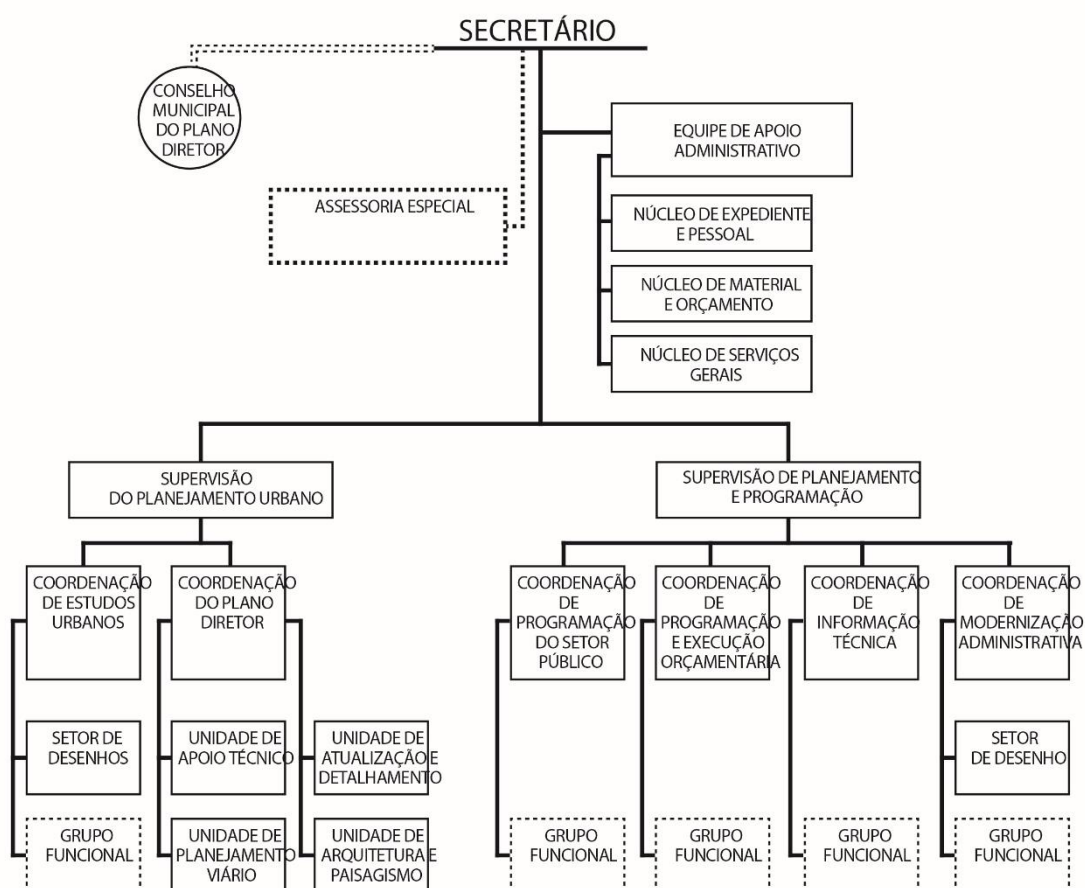 SECRETÁRIO
CONSELHO
MUNICIPAL
DO PLANO
DIRETOR
EQUIPE DE APOIO
ADMINISTRATIVO
ASSESSORIA ESPECIAL
NÚCLEO DE EXPEDIENTE
E PESSOAL
NÚCLEO DE MATERIAL
E ORÇAMENTO
NÚCLEO DE SERVIÇOS
GERAIS
SUPERVISÃO
DO PLANEJAMENTO URBANO
SUPERVISÃO DE PLANEJAMENTO
E PROGRAMAÇÃO
COORDENAÇÃO
DE ESTUDOS
URBANOS
COORDENAÇÃO
DO PLANO
DIRETOR
COORDENAÇÃO
DE
PROGRAMAÇÃO
DO SETOR
PÚBLICO
COORDENAÇÃO
DE
PROGRAMAÇÃO
E EXECUÇÃO
ORÇAMENTÁRIA
COORDENAÇÃO
DE
INFORMAÇÃO
TÉCNICA
COORDENAÇÃO
DE
MODERNIZAÇÃO
ADMINISTRATIVA
SETOR DE
DESENHOS
UNIDADE DE
APOIO TÉCNICO
UNIDADE DE
ATUALIZAÇÃO E
DETALHAMENTO
SETOR
DE DESENHO
GRUPO
FUNCIONAL
UNIDADE DE
PLANEJAMENTO
VIÁRIO
UNIDADE DE
ARQUITETURA E
PAISAGISMO
GRUPO
FUNCIONAL
GRUPO
FUNCIONAL
GRUPO
FUNCIONAL
GRUPO
FUNCIONAL